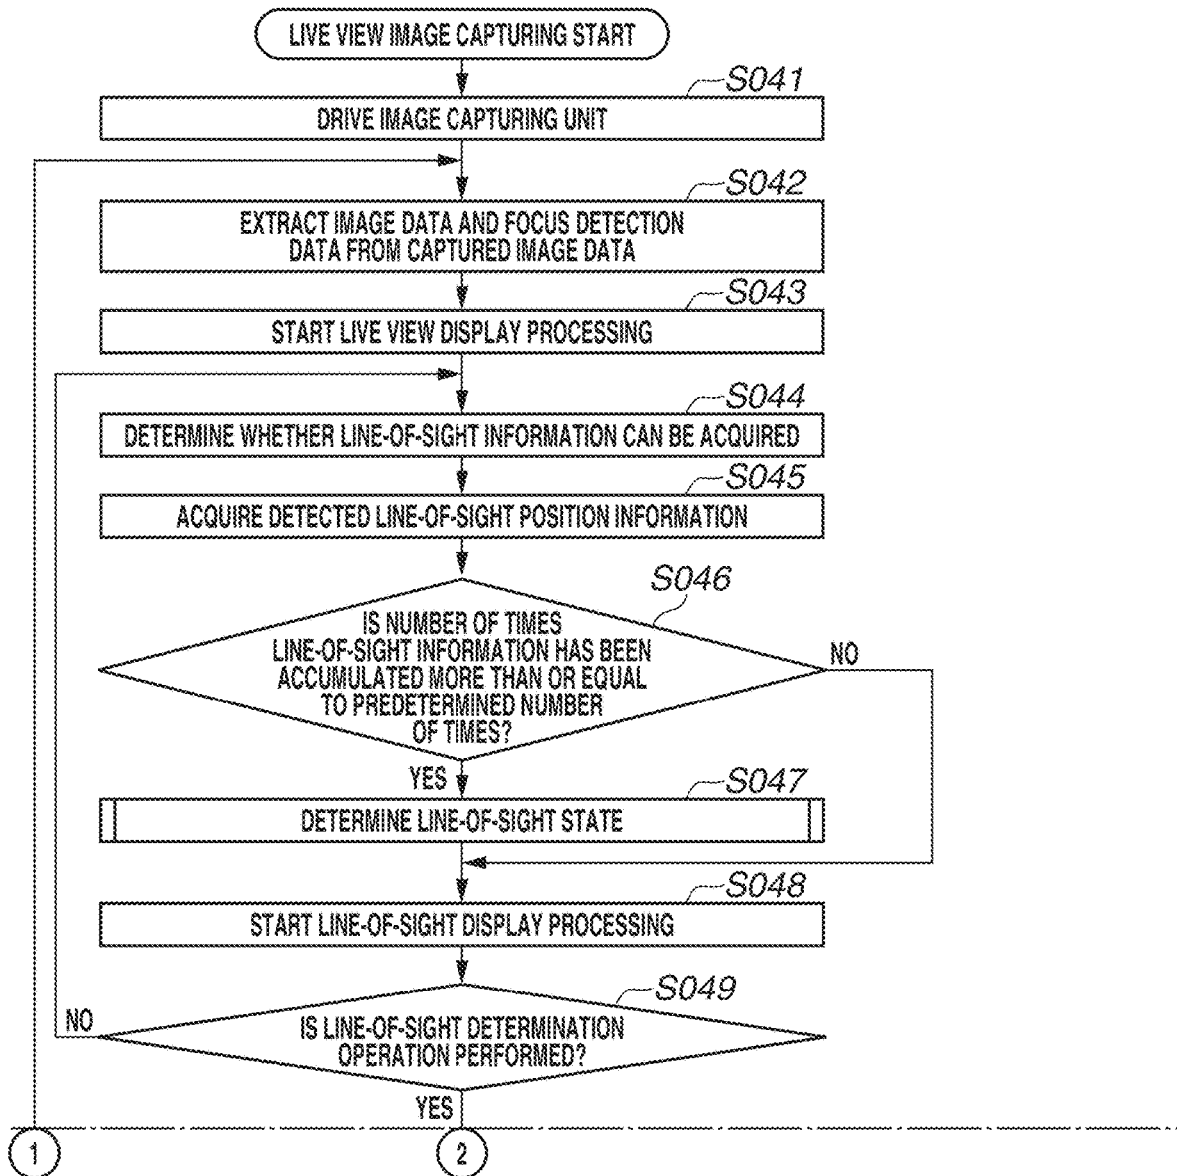 LIVE VIEW IMAGE CAPTURING START
S041
DRIVE IMAGE CAPTURING UNIT
S042
EXTRACT IMAGE DATA AND FOCUS DETECTION
DATA FROM CAPTURED IMAGE DATA
S043
START LIVE VIEW DISPLAY PROCESSING
S044
DETERMINE WHETHER LINE-OF-SIGHT INFORMATION CAN BE ACQUIRED
S045
ACQUIRE DETECTED LINE-OF-SIGHT POSITION INFORMATION
S046
IS NUMBER OF TIMES
LINE-OF-SIGHT INFORMATION HAS BEEN
ACCUMULATED MORE THAN OR EQUAL
TO PREDETERMINED NUMBER
OF TIMES?
NO
YES
S047
DETERMINE LINE-OF-SIGHT STATE
S048
START LINE-OF-SIGHT DISPLAY PROCESSING
S049
NO
IS LINE-OF-SIGHT DETERMINATION
OPERATION PERFORMED?
YES
1
2